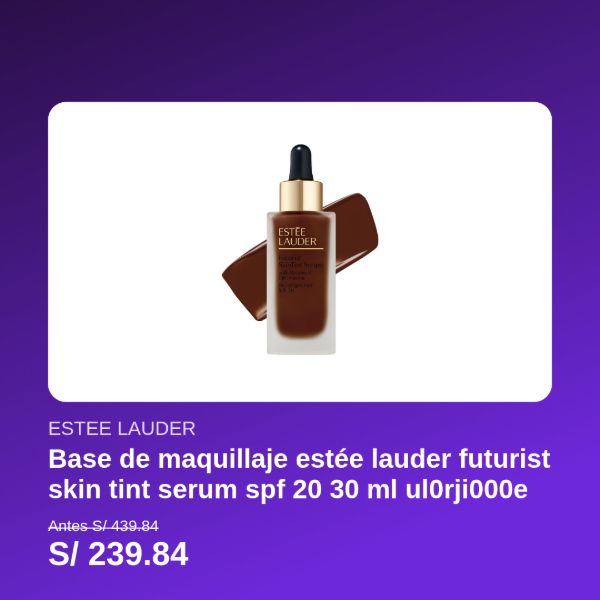 ESTĒE
LAUDER
ESTEE LAUDER
Base de maquillaje estée lauder futurist
skin tint serum spf 20 30 ml ul0rji000e
Antes S/ 439.84
S/ 239.84